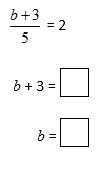 b+3
5
= 2
b + 3 =
b =